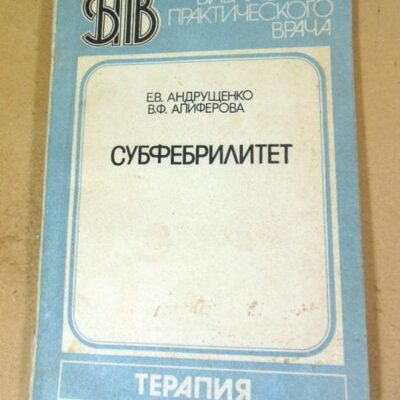 БПВ
ПРАКТИЧЕСКОГО
ВРАЧА
Е.В. АНДРУЩЕНКО
В.Ф. АЛИФЕРОВА
СУБФЕБРИЛИТЕТ
ТЕРАПИЯ